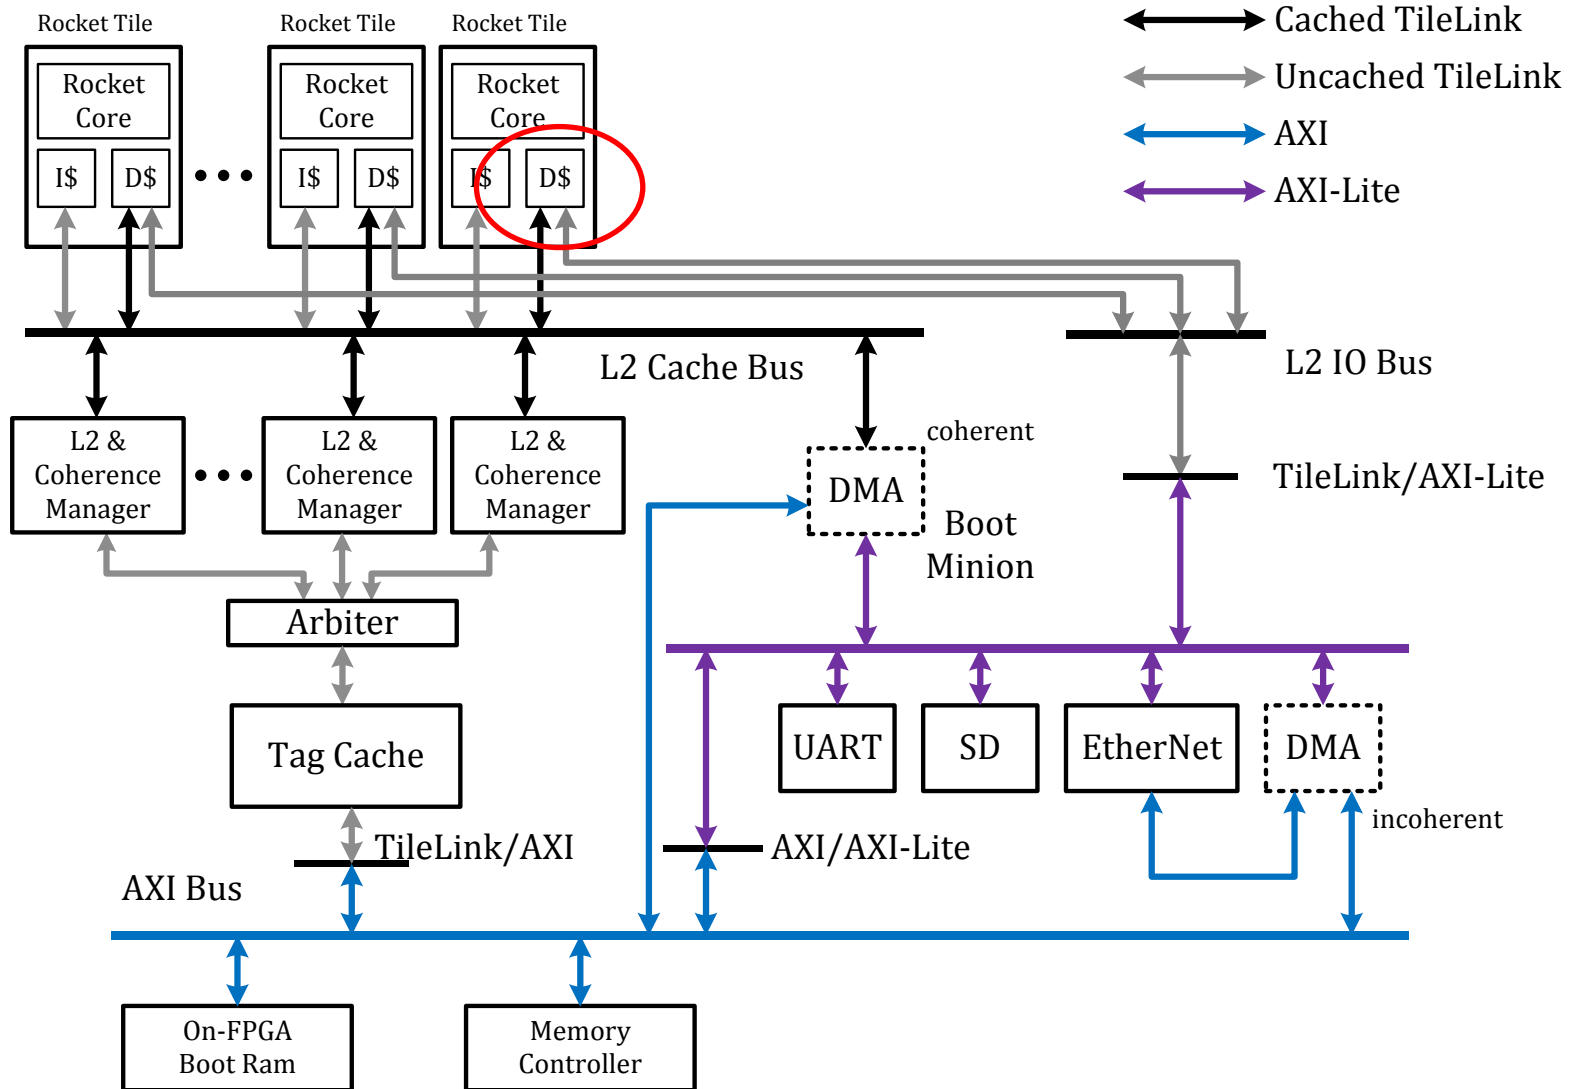 Rocket Tile
Rocket Tile
Rocket Tile
Cached TileLink
Uncached TileLink
AXI
AXI-Lite
Rocket
Core
I$
D$
Rocket
Core
I$
D$
Rocket
Core
I$
D$
L2 Cache Bus
L2 IO Bus
L2 &
Coherence
Manager
L2 &
Coherence
Manager
L2 &
Coherence
Manager
coherent
DMA
Boot
Minion
TileLink/AXI-Lite
Arbiter
Tag Cache
UART
SD
EtherNet
DMA
incoherent
TileLink/AXI
AXI/AXI-Lite
AXI Bus
On-FPGA
Boot Ram
Memory
Controller